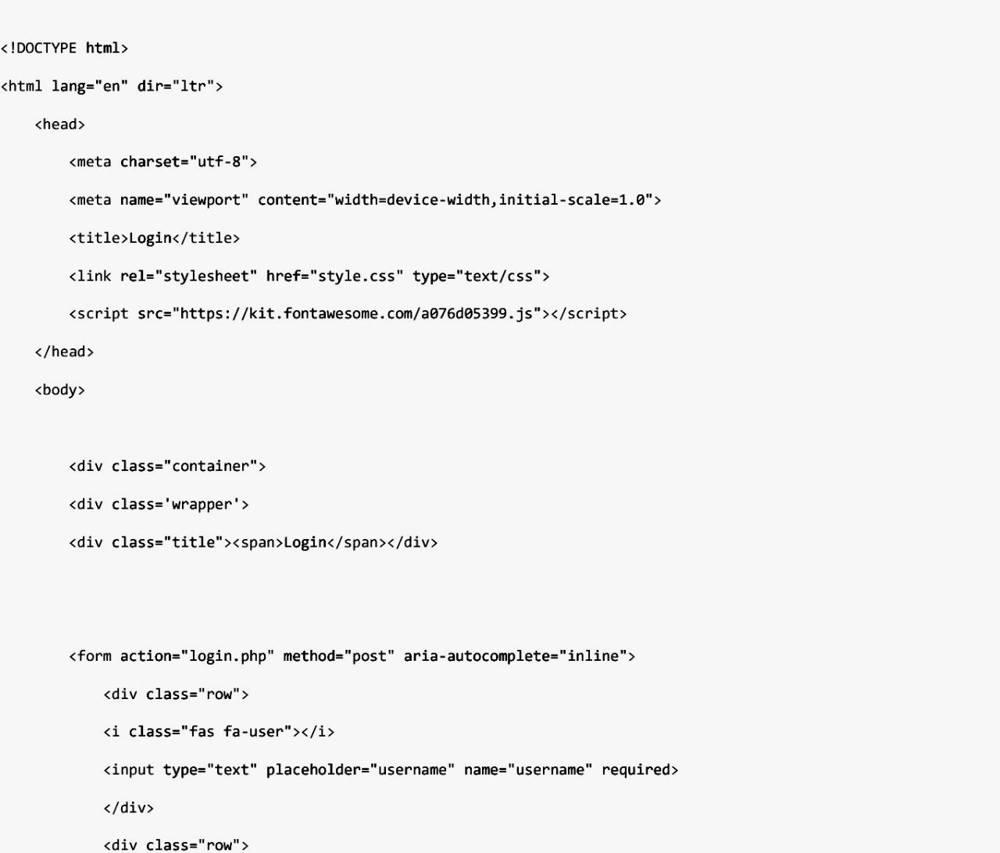 <!DOCTYPE html>
<html lang="en" dir="ltr">
<head>
<meta charset="utf-8">
<meta name="viewport" content="width=device-width,initial-scale=1.0">
<title>Login</title>
<link rel="stylesheet" href="style.css" type="text/css">
<script src="https://kit.fontawesome.com/a076d05399.js"></script>
</head>
<body>
<div class="container">
<div class='wrapper'>
<div class="title"><span>Login</span></div>
<form action="login.php" method="post" aria-autocomplete="inline">
<div class="row">
<i class="fas fa-user"></i>
<input type="text" placeholder="username" name="username" required>
</div>
<div class="row">